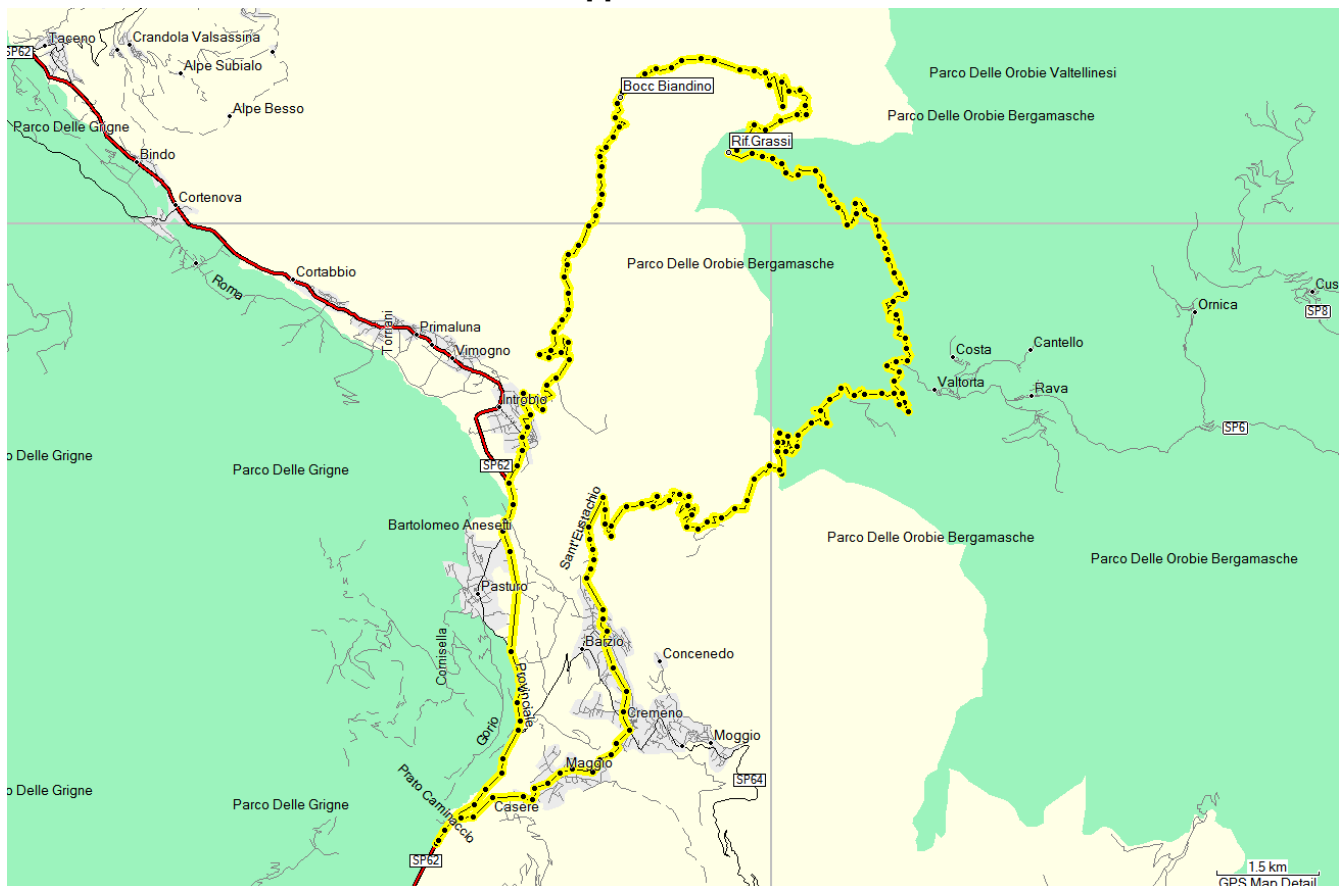 Taceno
Crandola Valsassina
SP62
Alpe Subialo
Bocc Biandino
Parco Delle Orobie Valtellinesi
Alpe Besso
Parco Delle Orobie Bergamasche
Parco Delle Grigne
Rif.Grassi
Bindo
Cortenova
Parco Delle Orobie Bergamasche
Cortabbio
Roma
Cus
Ornica
SP8
Torriani
Primaluna
Vimogno
Costa
Cantello
Valtorta
Rava
Introbio
SP6
o Delle Grigne
Parco Delle Grigne
SP62
Sant'Eustachio
Bartolomeo Anesetti
Parco Delle Orobie Bergamasche
Parco Delle Orobie Bergamasche
Pasturo
Cornisella
Barzio
Concenedo
Provinciale
Gorio
Cremeno
Moggio
Maggio
Prato Caminaccio
SP64
o Delle Grigne
Parco Delle Grigne
Casere
SP62
1.5 km
GPS Map Detail